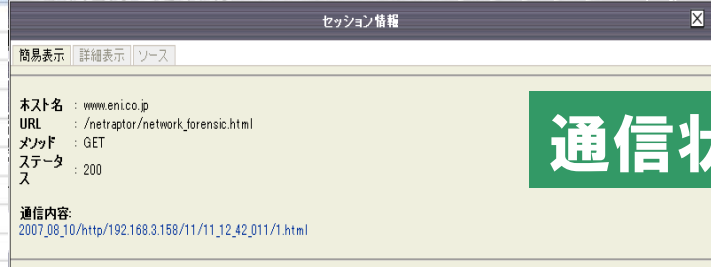 セッション情報
簡易表示 詳細表示 ソース
ホスト名 : www.eni.co.jp
URL : /netraptor/network_forensic.html
メソッド : GET
ステータス : 200
通信状
通信内容:
2007_08_10/http/192.168.3.158/11/11_12_42_011/1.html